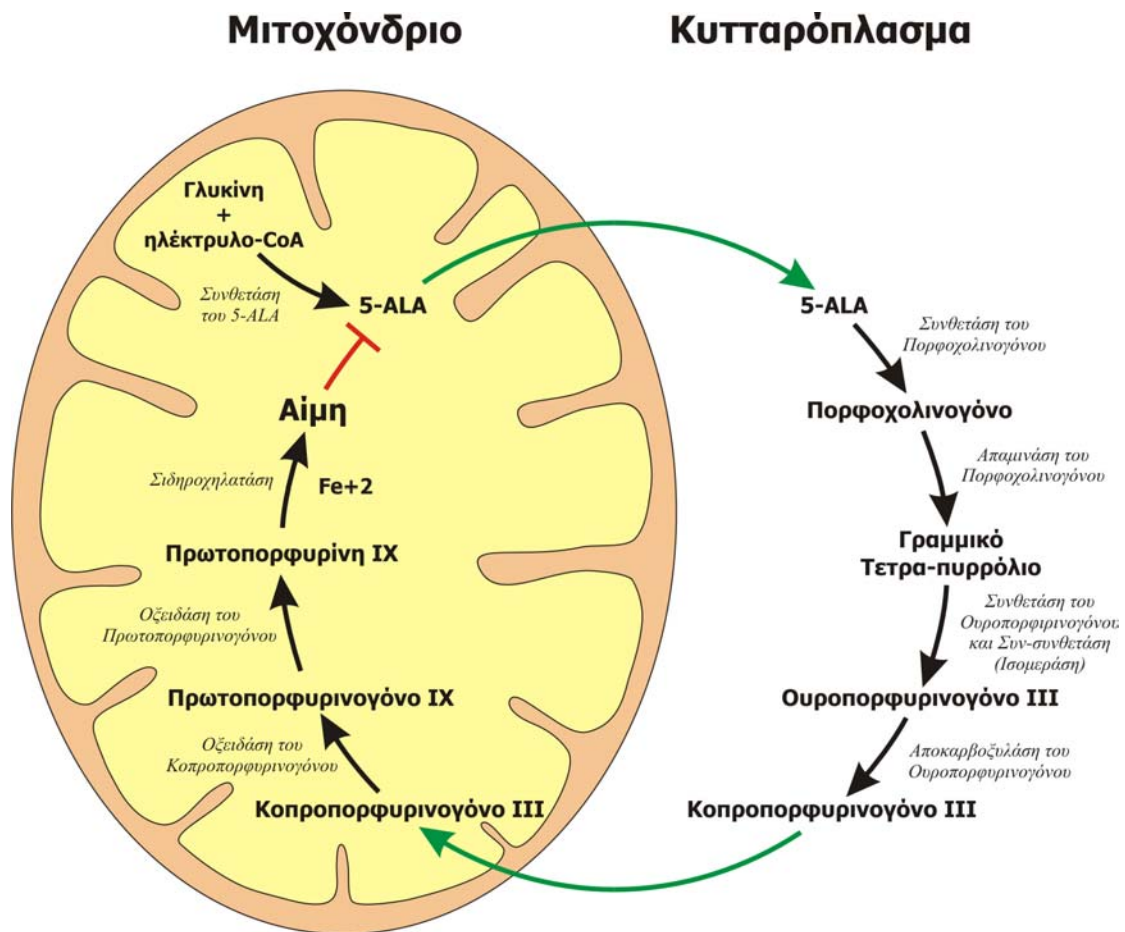 Μιτοχόνδριο
Κυτταρόπλασμα
Γλυκίνη
+
ηλέκτρυλο-CoA
Συνθετάση
του 5-ALA
5-ALA
Αίμη
Σιδηροχηλατάση
Fe+2
Πρωτοπορφυρίνη IX
Οξειδάση του
Πρωτοπορφυρινογόνου
Πρωτοπορφυρινογόνο IX
Οξειδάση του
Κοπροπορφυρινογόνου
Κοπροπορφυρινογόνο III
5-ALA
Συνθετάση του
Πορφοχολινογόνου
Πορφοχολινογόνο
Απαμινάση του
Πορφοχολινογόνου
Γραμμικό
Τετρα-πυρρόλιο
Συνθετάση του
Ουροπορφιρινογόνου
και Συν-συνθετάση
(Ισομεράση)
Ουροπορφυρινογόνο III
Αποκαρβοξυλάση του
Ουροπορφυρινογόνου
Κοπροπορφυρινογόνο III